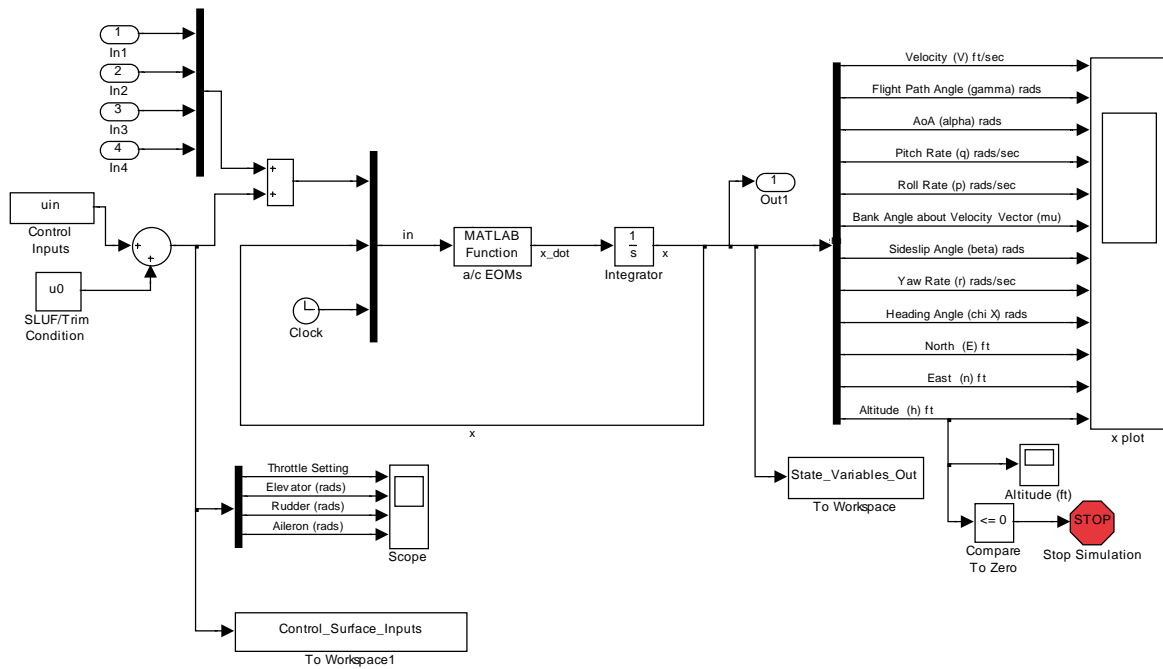 1
In1
2
In2
3
In3
4
In4
uin
Control
Inputs
u0
SLUF/Trim
Condition
+
+
+
+
Clock
in
MATLAB
Function
a/c EOMs
x_dot
1
s
Integrator
x
x
1
Out1
Velocity (V) ft/sec
Flight Path Angle (gamma) rads
AoA (alpha) rads
Pitch Rate (q) rads/sec
Roll Rate (p) rads/sec
Bank Angle about Velocity Vector (mu)
Sideslip Angle (beta) rads
Yaw Rate (r) rads/sec
Heading Angle (chi X) rads
North (E) ft
East (n) ft
Altitude (h) ft
x plot
Throttle Setting
Elevator (rads)
Rudder (rads)
Aileron (rads)
Scope
State_Variables_Out
To Workspace
Altitude (ft)
<= 0
Compare
To Zero
STOP
Stop Simulation
Control_Surface_Inputs
To Workspace1